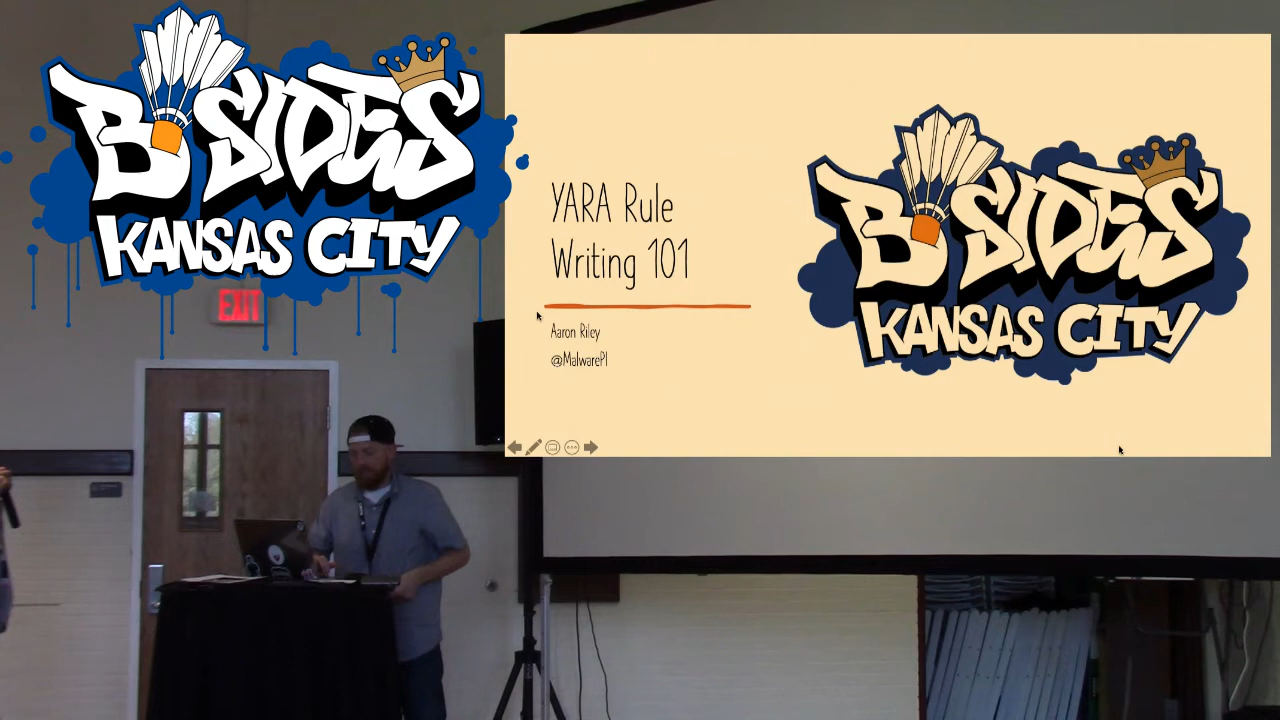 B SIDES
KANSAS CITY
EXIT
YARA Rule
Writing 101
Aaron Riley
@MalwarePI
B SIDES
KANSAS CITY